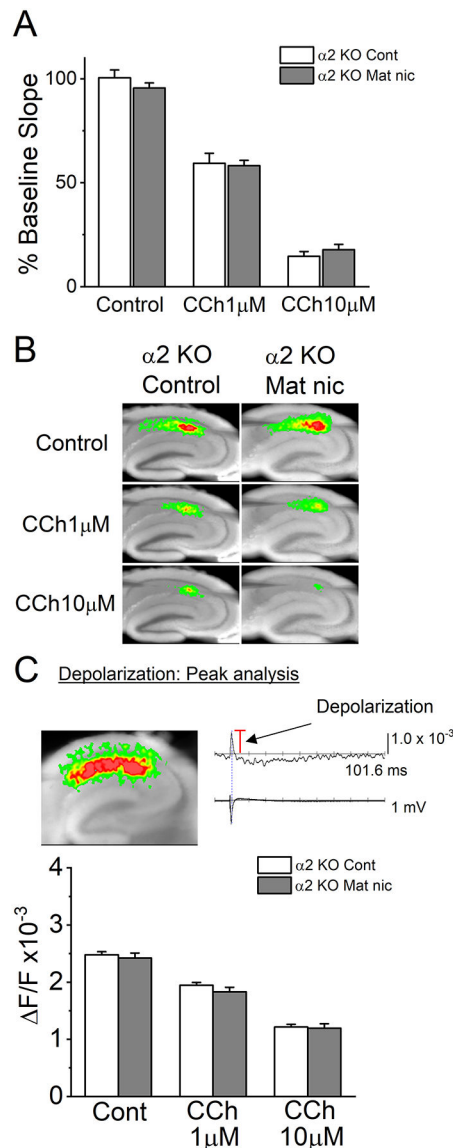 A
α2 KO Cont
α2 KO Mat nic
% Baseline Slope
100
50
0
Control
CCh1μM
CCh10μM
B
α2 KO
Control
α2 KO
Mat nic
Control
CCh1μM
CCh10μM
C
Depolarization: Peak analysis
Depolarization
1.0 x 10⁻³
101.6 ms
1 mV
α2 KO Cont
α2 KO Mat nic
ΔF/F x10⁻³
4
3
2
1
0
Cont
CCh
1μM
CCh
10μM